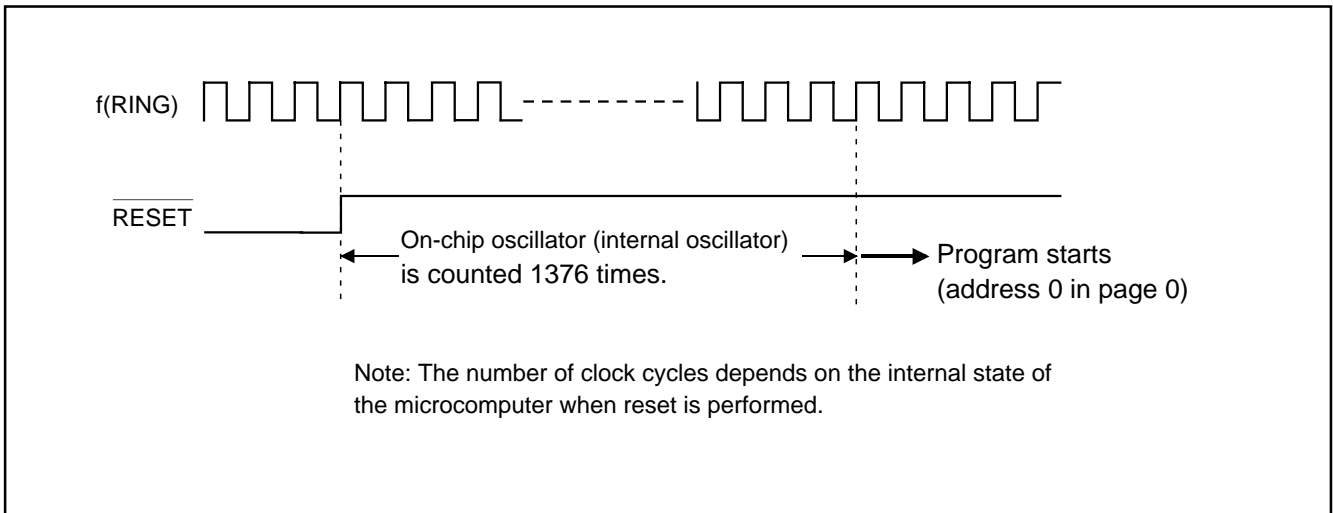 f(RING)
RESET
On-chip oscillator (internal oscillator)
is counted 1376 times.
Program starts
(address 0 in page 0)
Note: The number of clock cycles depends on the internal state of
the microcomputer when reset is performed.